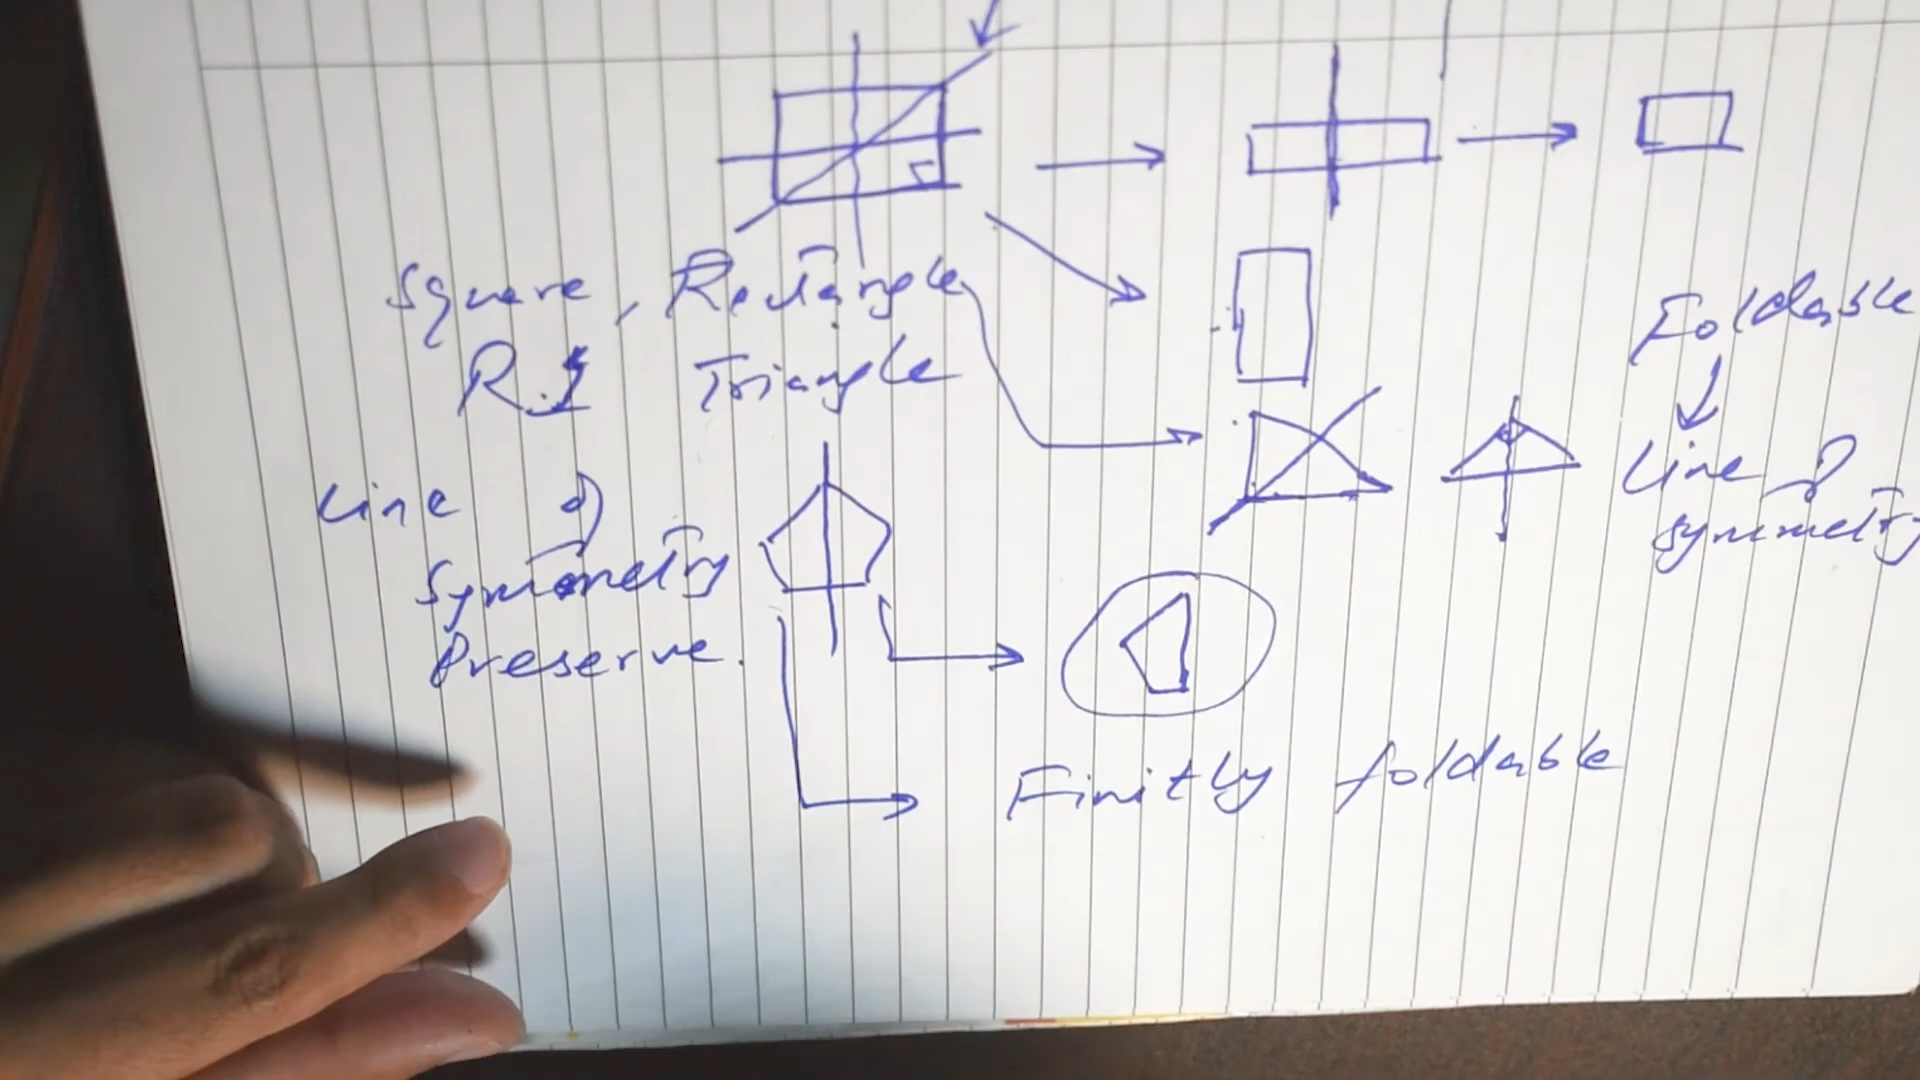 Square, Rectangle
R.I Triangle
Foldable
Line of
symmetry
Line of
Symmetry
Preserve.
Finitly foldable